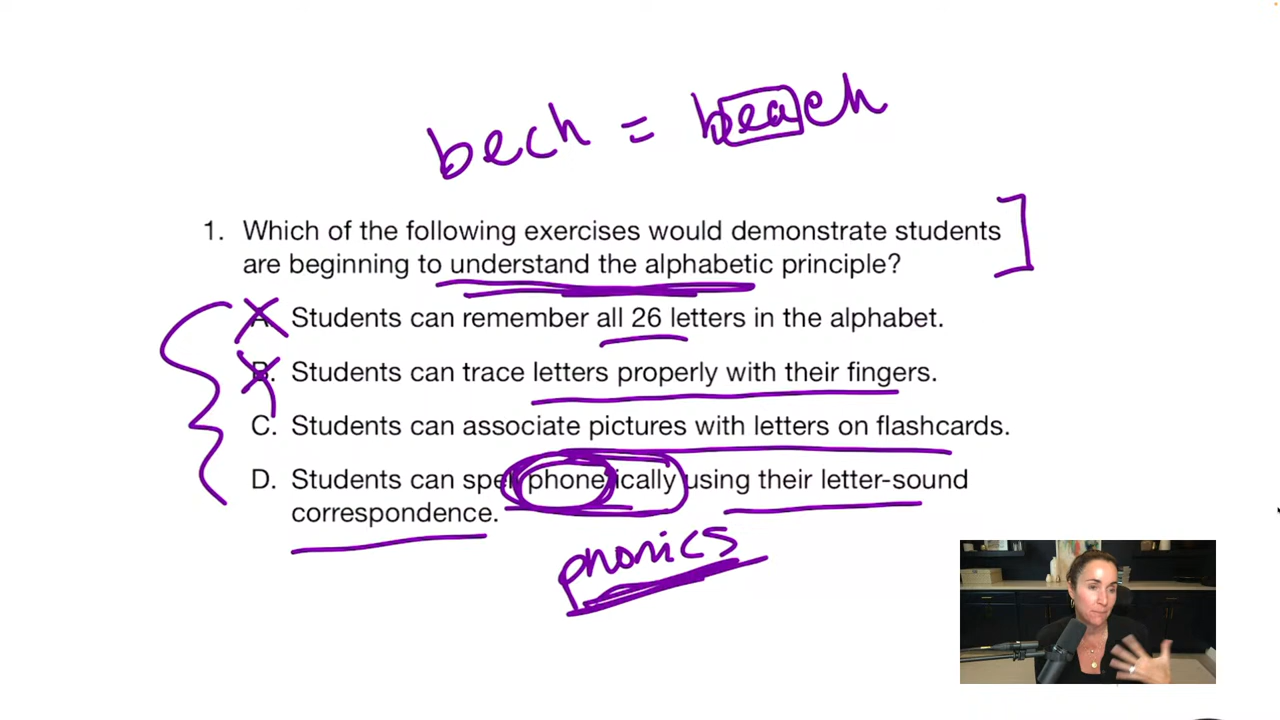 bech = beach
1. Which of the following exercises would demonstrate students
are beginning to understand the alphabetic principle?
A. Students can remember all 26 letters in the alphabet.
B. Students can trace letters properly with their fingers.
C. Students can associate pictures with letters on flashcards.
D. Students can spell phonetically using their letter-sound
correspondence.
phonics